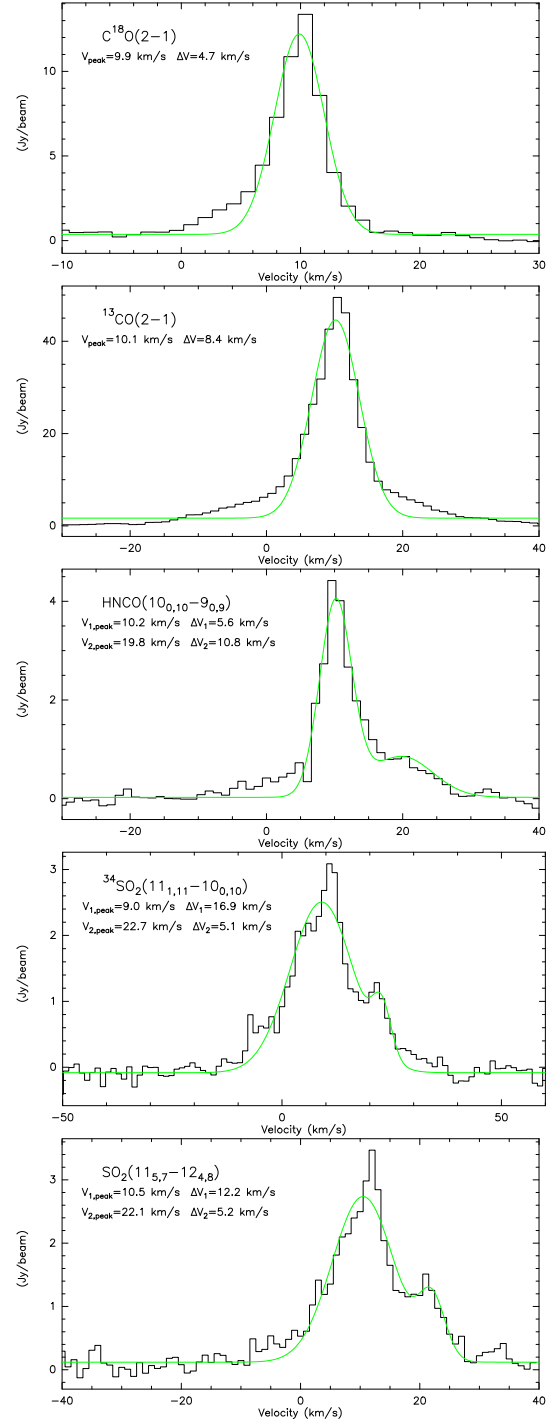 C¹⁸O(2−1)
V_peak=9.9 km/s ΔV=4.7 km/s
10
5
0
(Jy/beam)
−10 0 10 20 30
Velocity (km/s)
¹³CO(2−1)
V_peak=10.1 km/s ΔV=8.4 km/s
40
20
0
(Jy/beam)
−20 0 20 40
Velocity (km/s)
HNCO(10₀,₁₀−9₀,₉)
V₁,peak=10.2 km/s ΔV₁=5.6 km/s
V₂,peak=19.8 km/s ΔV₂=10.8 km/s
4
2
0
(Jy/beam)
−20 0 20 40
Velocity (km/s)
³⁴SO₂(11₁,₁₁−10₀,₁₀)
V₁,peak=9.0 km/s ΔV₁=16.9 km/s
V₂,peak=22.7 km/s ΔV₂=5.1 km/s
3
2
1
0
(Jy/beam)
−50 0 50
Velocity (km/s)
SO₂(11₅,₇−12₄,₈)
V₁,peak=10.5 km/s ΔV₁=12.2 km/s
V₂,peak=22.1 km/s ΔV₂=5.2 km/s
3
2
1
0
(Jy/beam)
−40 −20 0 20 40
Velocity (km/s)